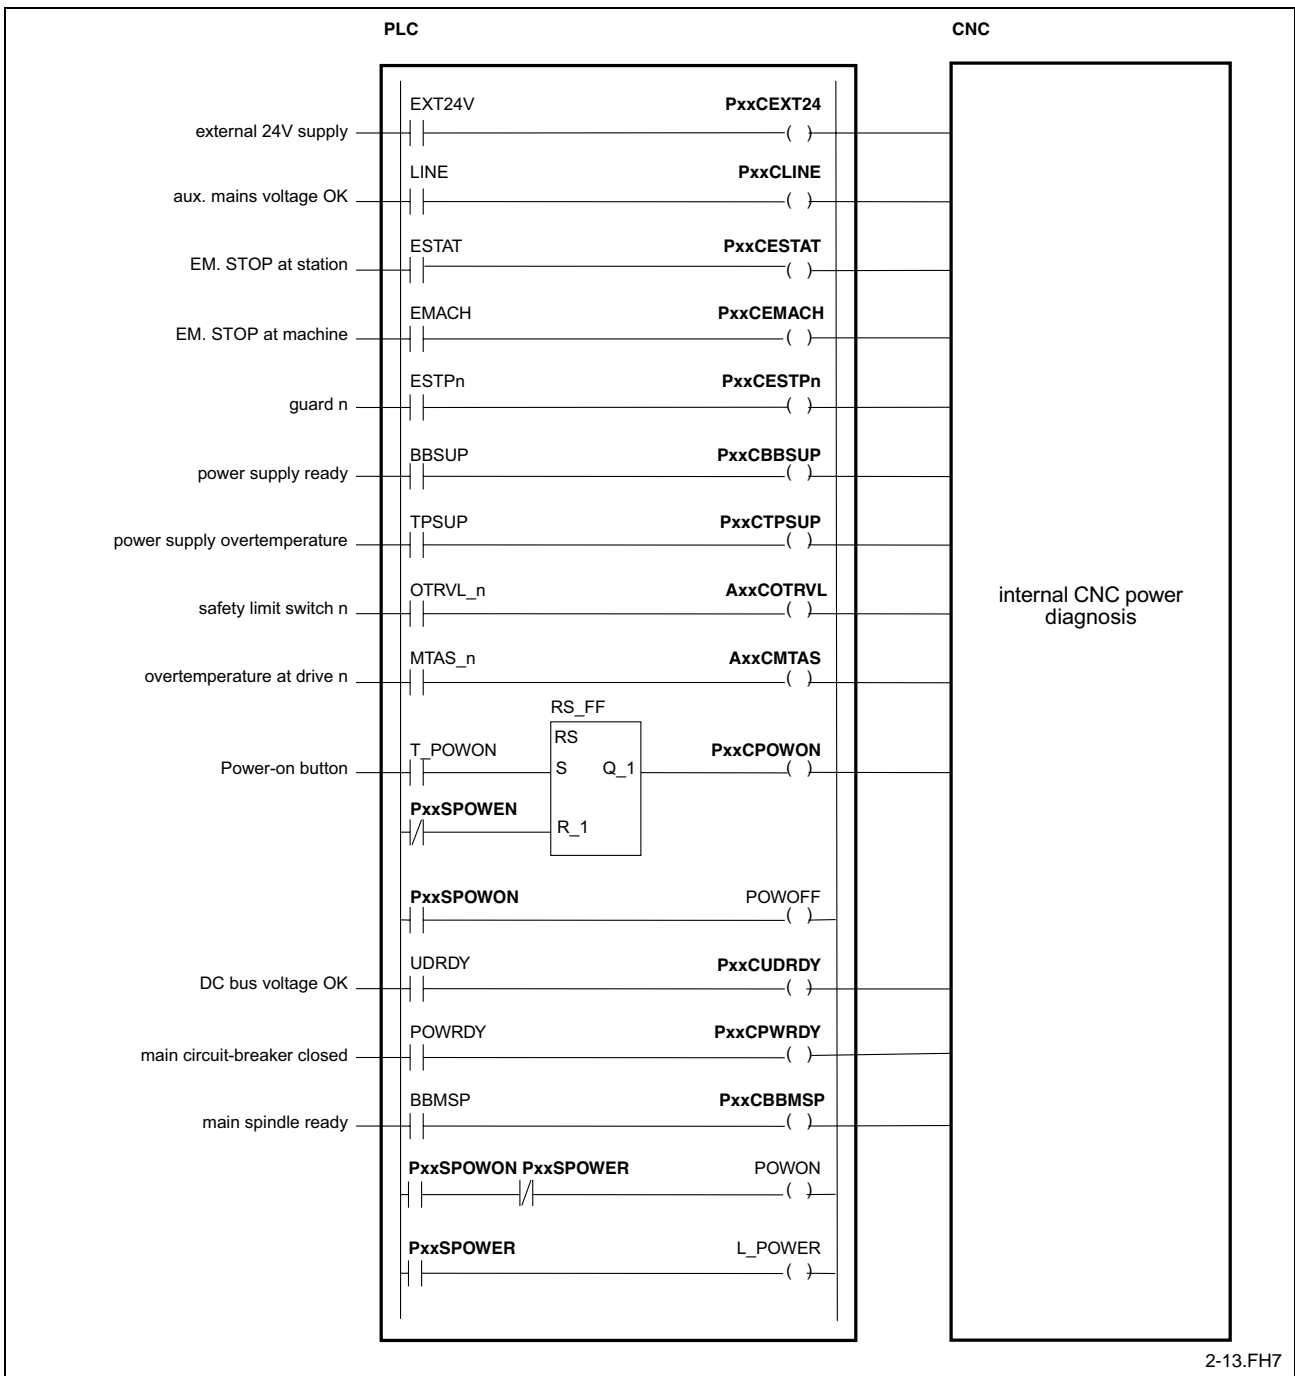 PLC CNC
EXT24V PxxCEXT24
external 24V supply
LINE PxxCLINE
aux. mains voltage OK
ESTAT PxxCESTAT
EM. STOP at station
EMACH PxxCEMACH
EM. STOP at machine
ESTPn PxxCESTPn
guard n
BBSUP PxxCBBSUP
power supply ready
TPSUP PxxCTPSUP
power supply overtemperature
OTRVL_n AxxCOTRVL
safety limit switch n
internal CNC power
diagnosis
MTAS_n AxxCMTAS
overtemperature at drive n
RS_FF
RS
T_POWON PxxCPOWON
Power-on button
S Q_1
PxxSPOWEN
R_1
PxxSPOWON POWOFF
UDRDY PxxCUDRDY
DC bus voltage OK
POWRDY PxxCPWRDY
main circuit-breaker closed
BBMSP PxxCBBMSP
main spindle ready
PxxSPOWON PxxSPOWER POWON
PxxSPOWER L_POWER
2-13.FH7